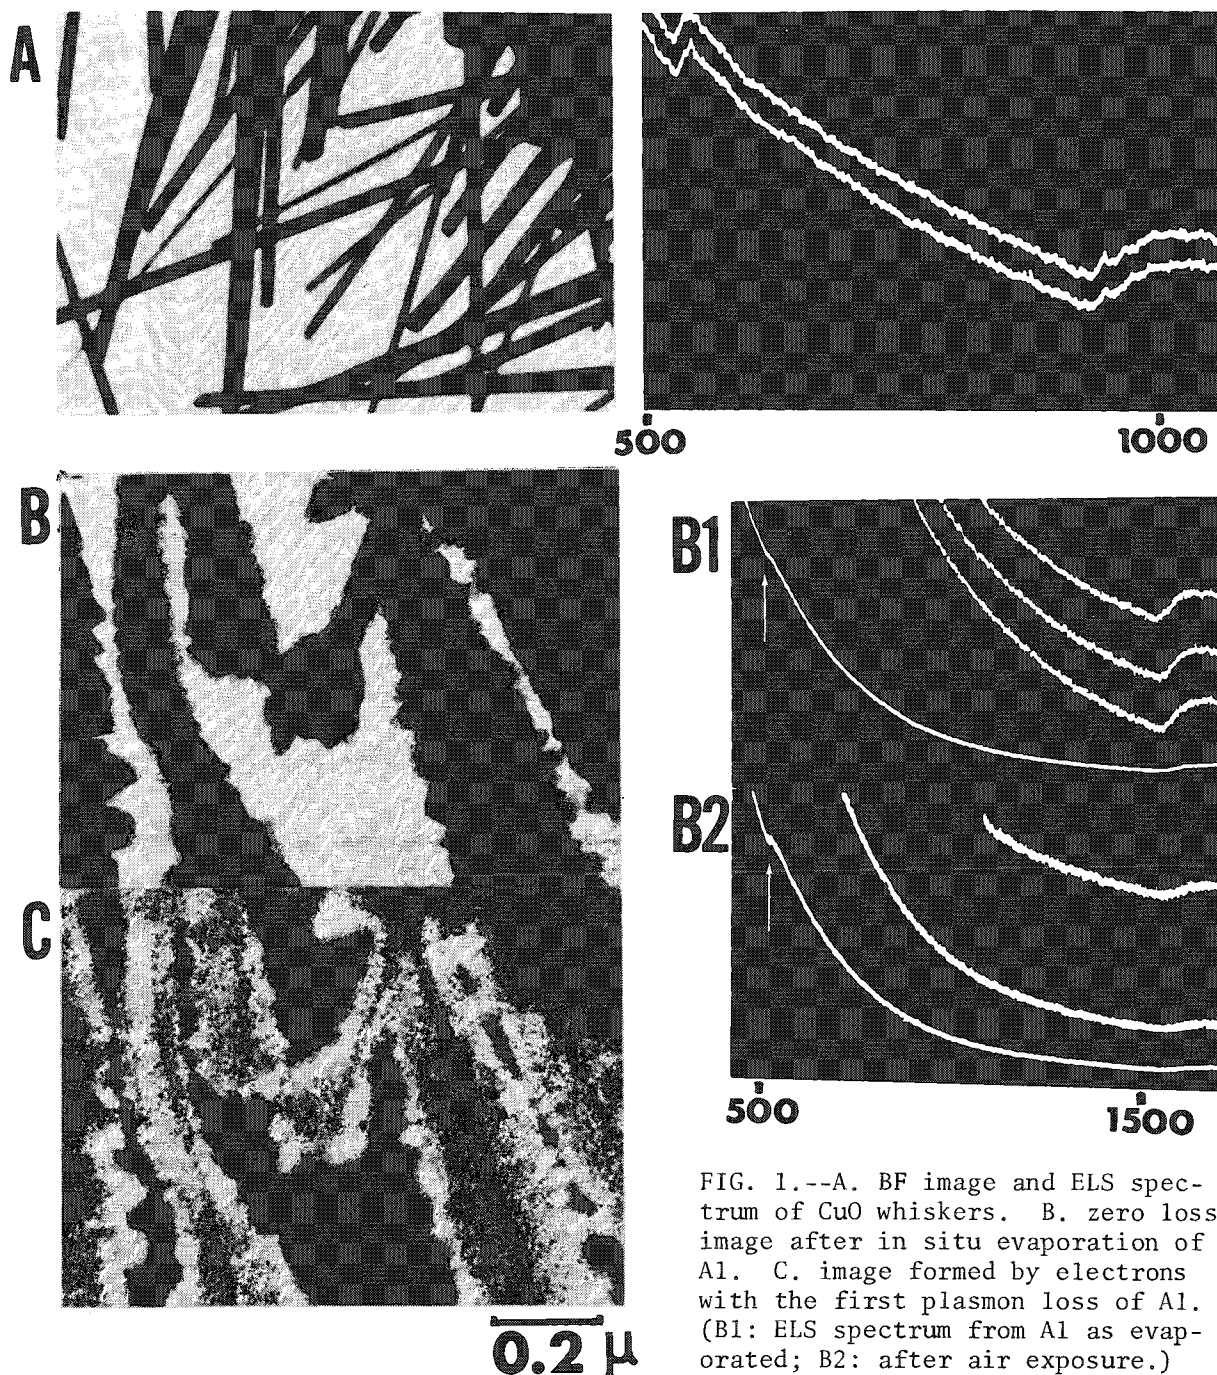 A
500 1000
B
B1
B2
C
500 1500
0.2 μ
FIG. 1.--A. BF image and ELS spec-
trum of CuO whiskers. B. zero loss
image after in situ evaporation of
Al. C. image formed by electrons
with the first plasmon loss of Al.
(B1: ELS spectrum from Al as evap-
orated; B2: after air exposure.)